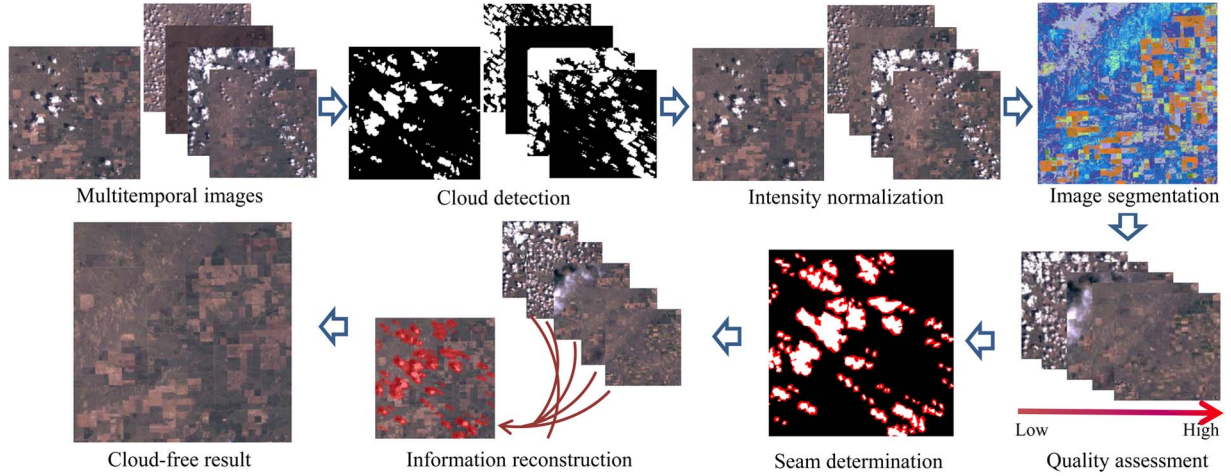 Multitemporal images
Cloud detection
Intensity normalization
Image segmentation
Low
High
Cloud-free result
Information reconstruction
Seam determination
Quality assessment